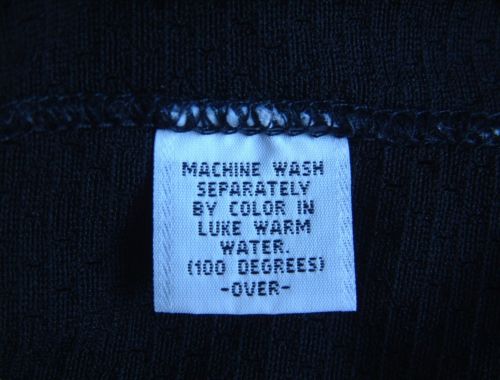 MACHINE WASH
SEPARATELY
BY COLOR IN
LUKE WARM
WATER.
(100 DEGREES)
-OVER-